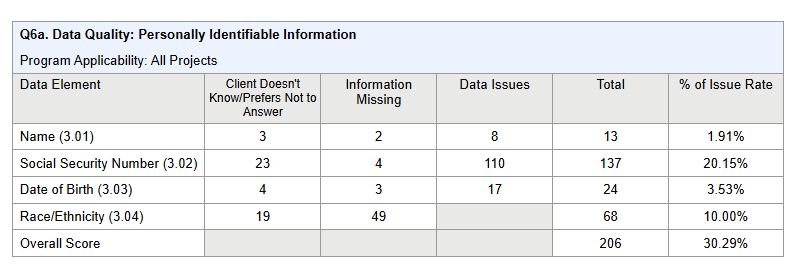 Q6a. Data Quality: Personally Identifiable Information
Program Applicability: All Projects
Data Element Client Doesn't Know/Prefers Not to Answer Information Missing Data Issues Total % of Issue Rate
Name (3.01) 3 2 8 13 1.91%
Social Security Number (3.02) 23 4 110 137 20.15%
Date of Birth (3.03) 4 3 17 24 3.53%
Race/Ethnicity (3.04) 19 49 68 10.00%
Overall Score 206 30.29%